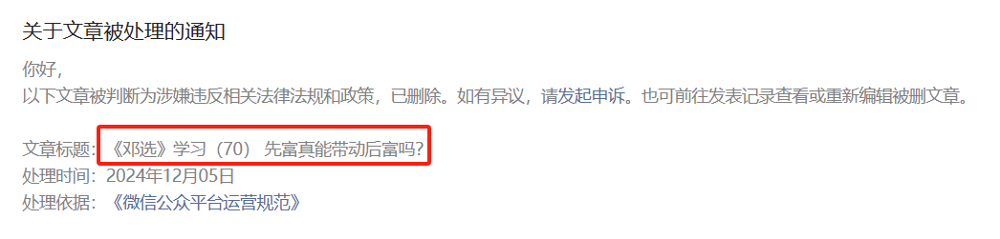 关于文章被处理的通知
你好，
以下文章被判断为涉嫌违反相关法律法规和政策，已删除。如有异议，请发起申诉。也可前往发表记录查看或重新编辑被删文章。
文章标题：《邓选》学习（70） 先富真能带动后富吗？
处理时间：2024年12月05日
处理依据：《微信公众平台运营规范》